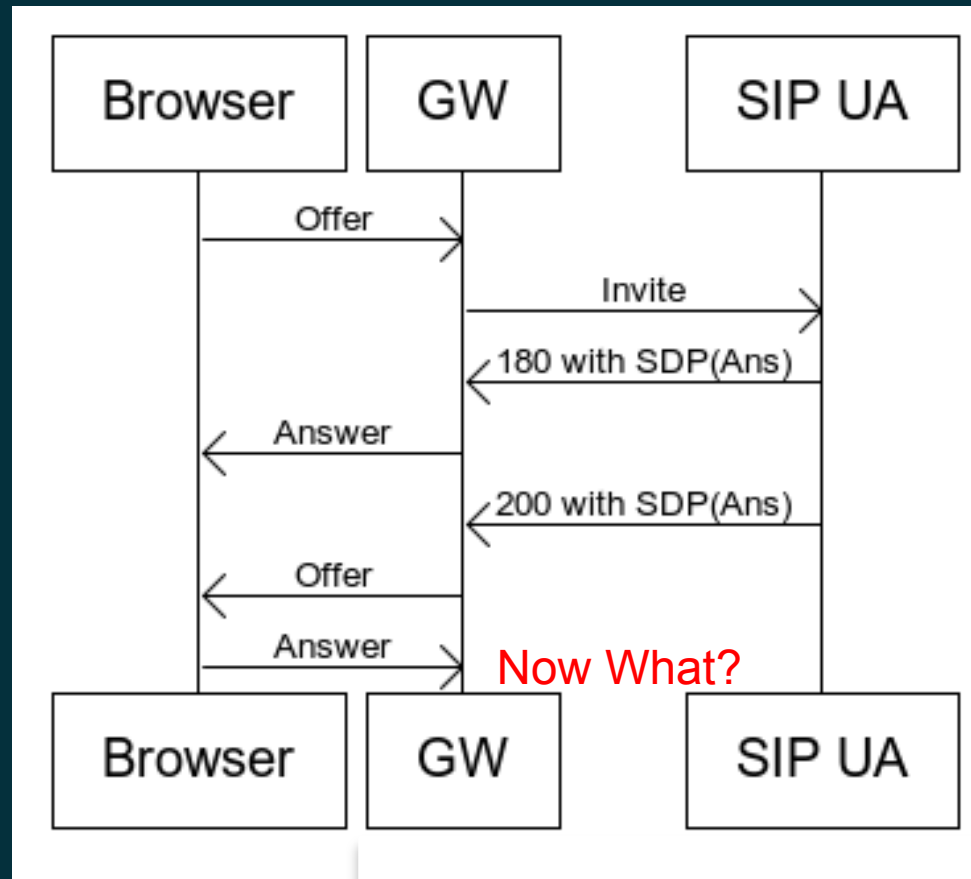 Browser GW SIP UA
Offer
Invite
180 with SDP(Ans)
Answer
200 with SDP(Ans)
Offer
Answer
Now What?
Browser GW SIP UA